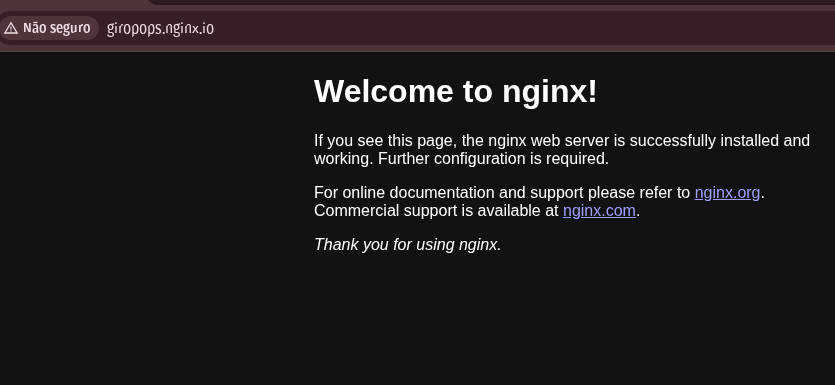 Não seguro
giropops.nginx.io
Welcome to nginx!
If you see this page, the nginx web server is successfully installed and
working. Further configuration is required.
For online documentation and support please refer to nginx.org.
Commercial support is available at nginx.com.
Thank you for using nginx.